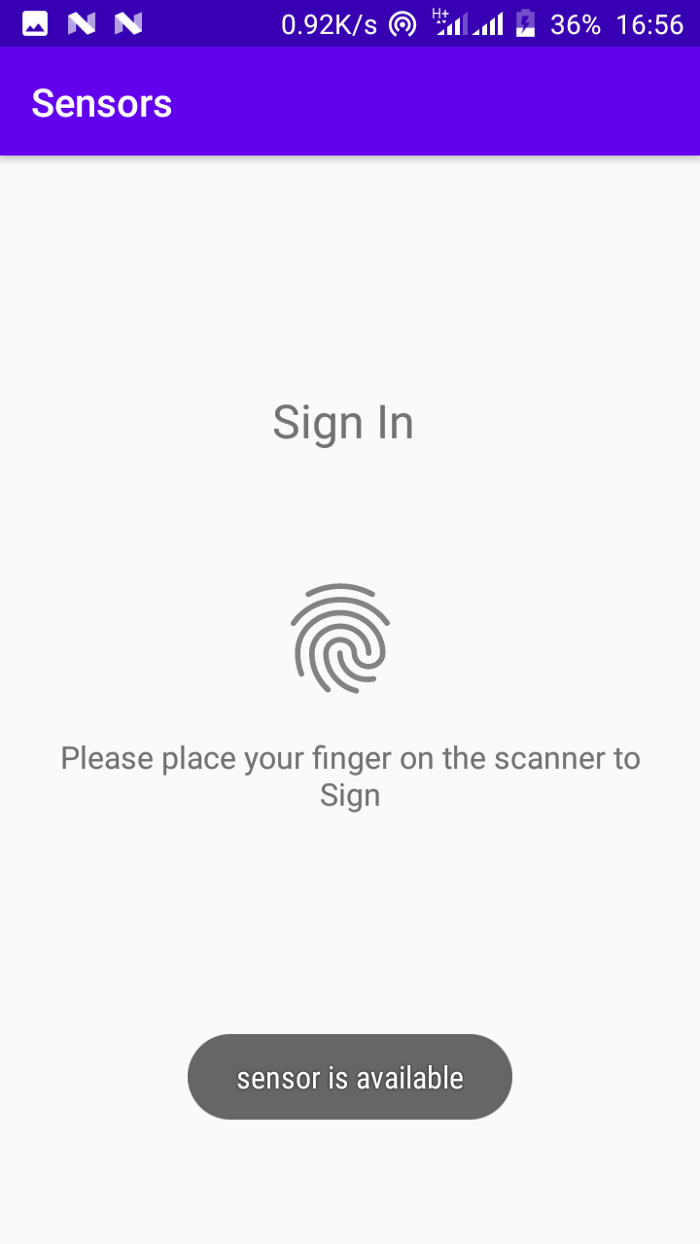 0.92K/s H+ 36% 16:56
Sensors
Sign In
Please place your finger on the scanner to
Sign
sensor is available